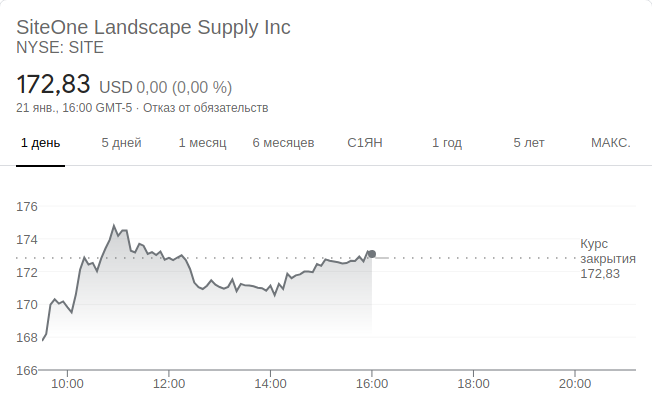 SiteOne Landscape Supply Inc
NYSE: SITE
172,83 USD 0,00 (0,00 %)
21 янв., 16:00 GMT-5 · Отказ от обязательств
1 день 5 дней 1 месяц 6 месяцев С1ЯН 1 год 5 лет МАКС.
176
174
Курс
закрытия
172,83
172
170
168
166
10:00 12:00 14:00 16:00 18:00 20:00